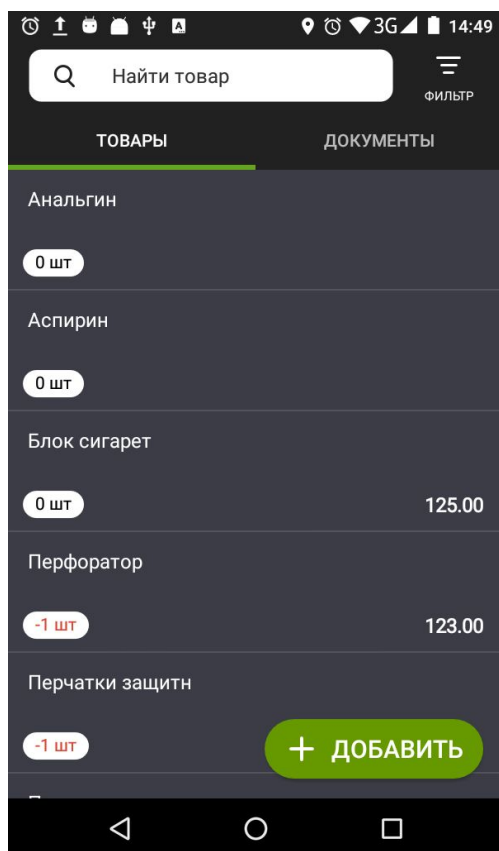 3G 14:49
Найти товар
ФИЛЬТР
ТОВАРЫ
ДОКУМЕНТЫ
Анальгин
0 шт
Аспирин
0 шт
Блок сигарет
0 шт
125.00
Перфоратор
-1 шт
123.00
Перчатки защитн
-1 шт
+ ДОБАВИТЬ